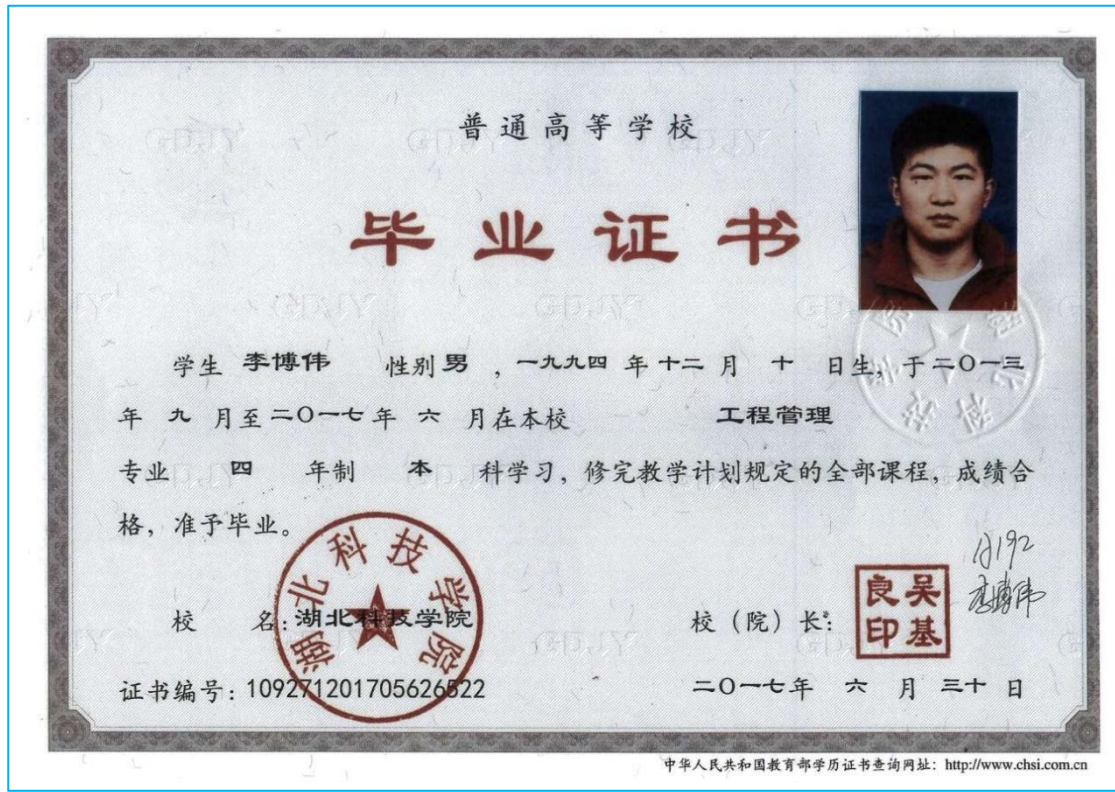 普通高等学校
毕业证书
学生 李博伟 性别 男 , 一九九四 年 十二 月 十 日生, 于 二〇一三
年 九 月至 二〇一七 年 六 月在本校 工程管理
专业 四 年制 本 科学习, 修完教学计划规定的全部课程, 成绩合
格, 准予毕业。
湖北科技学院
李博伟
校 名: 湖北科技学院
校(院)长:
吴基良印
证书编号: 109271201705626522
二〇一七年 六 月 三十 日
中华人民共和国教育部学历证书查询网址: http://www.chsi.com.cn